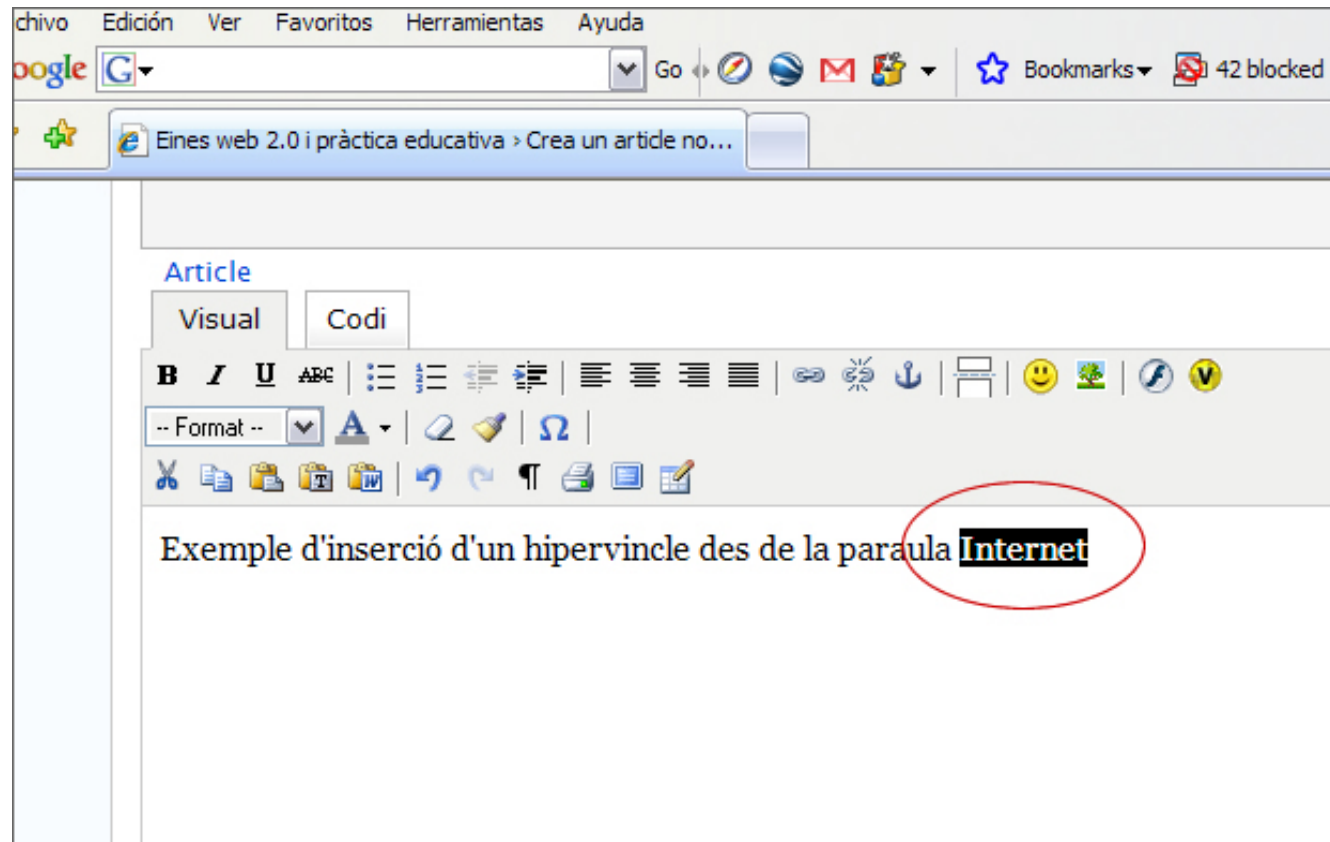 chivo Edición Ver Favoritos Herramientas Ayuda
oogle G Go Bookmarks 42 blocked
Eines web 2.0 i pràctica educativa › Crea un article no...
Article
Visual Codi
B I U ABC
-- Format -- A Ω
¶
Exemple d'inserció d'un hipervincle des de la paraula Internet